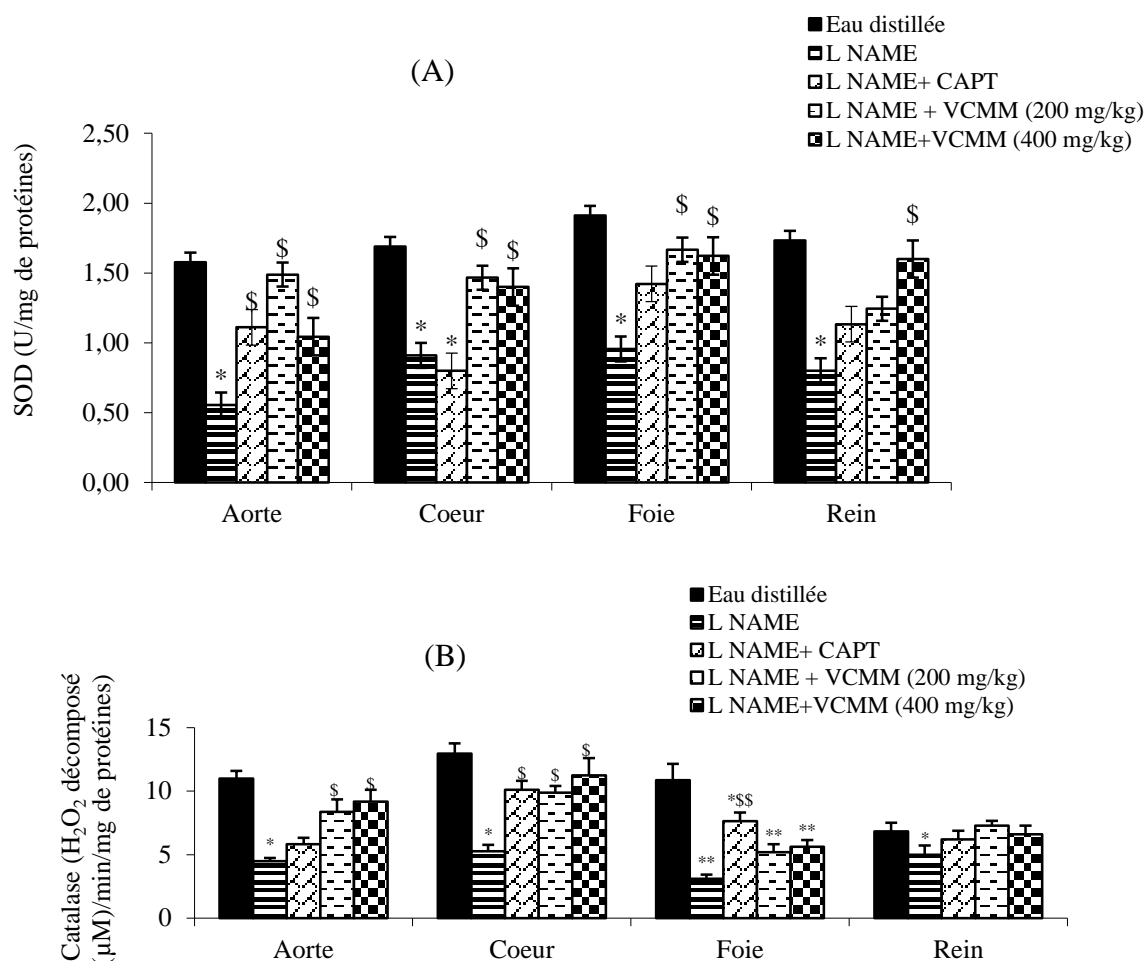 Eau distillée
L NAME
L NAME+ CAPT
L NAME + VCMM (200 mg/kg)
L NAME+VCMM (400 mg/kg)
(A)
SOD (U/mg de protéines)
2,50
2,00
1,50
1,00
0,50
0,00
* $ $ $
* * $ $
* $ $
* $
Aorte Coeur Foie Rein
Eau distillée
L NAME
L NAME+ CAPT
L NAME + VCMM (200 mg/kg)
L NAME+VCMM (400 mg/kg)
(B)
Catalase (H₂O₂ décomposé
(µM)/min/mg de protéines)
15
10
5
0
* $ $
* $ $ $
** *$$ ** **
*
Aorte Coeur Foie Rein